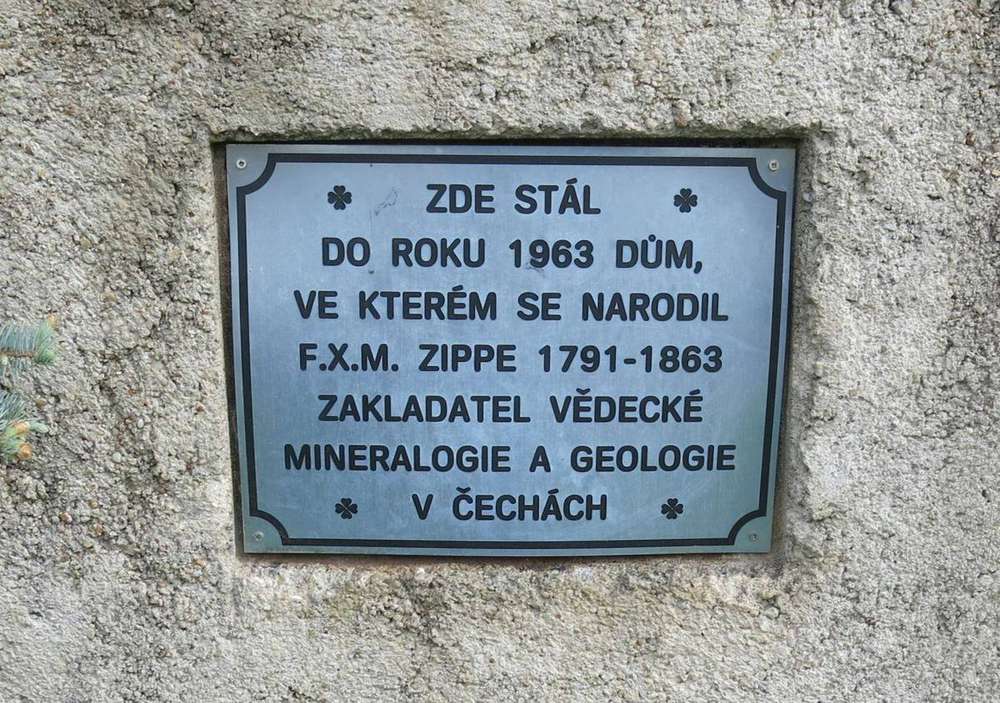 ZDE STÁL
DO ROKU 1963 DŮM,
VE KTERÉM SE NARODIL
F.X.M. ZIPPE 1791-1863
ZAKLADATEL VĚDECKÉ
MINERALOGIE A GEOLOGIE
V ČECHÁCH